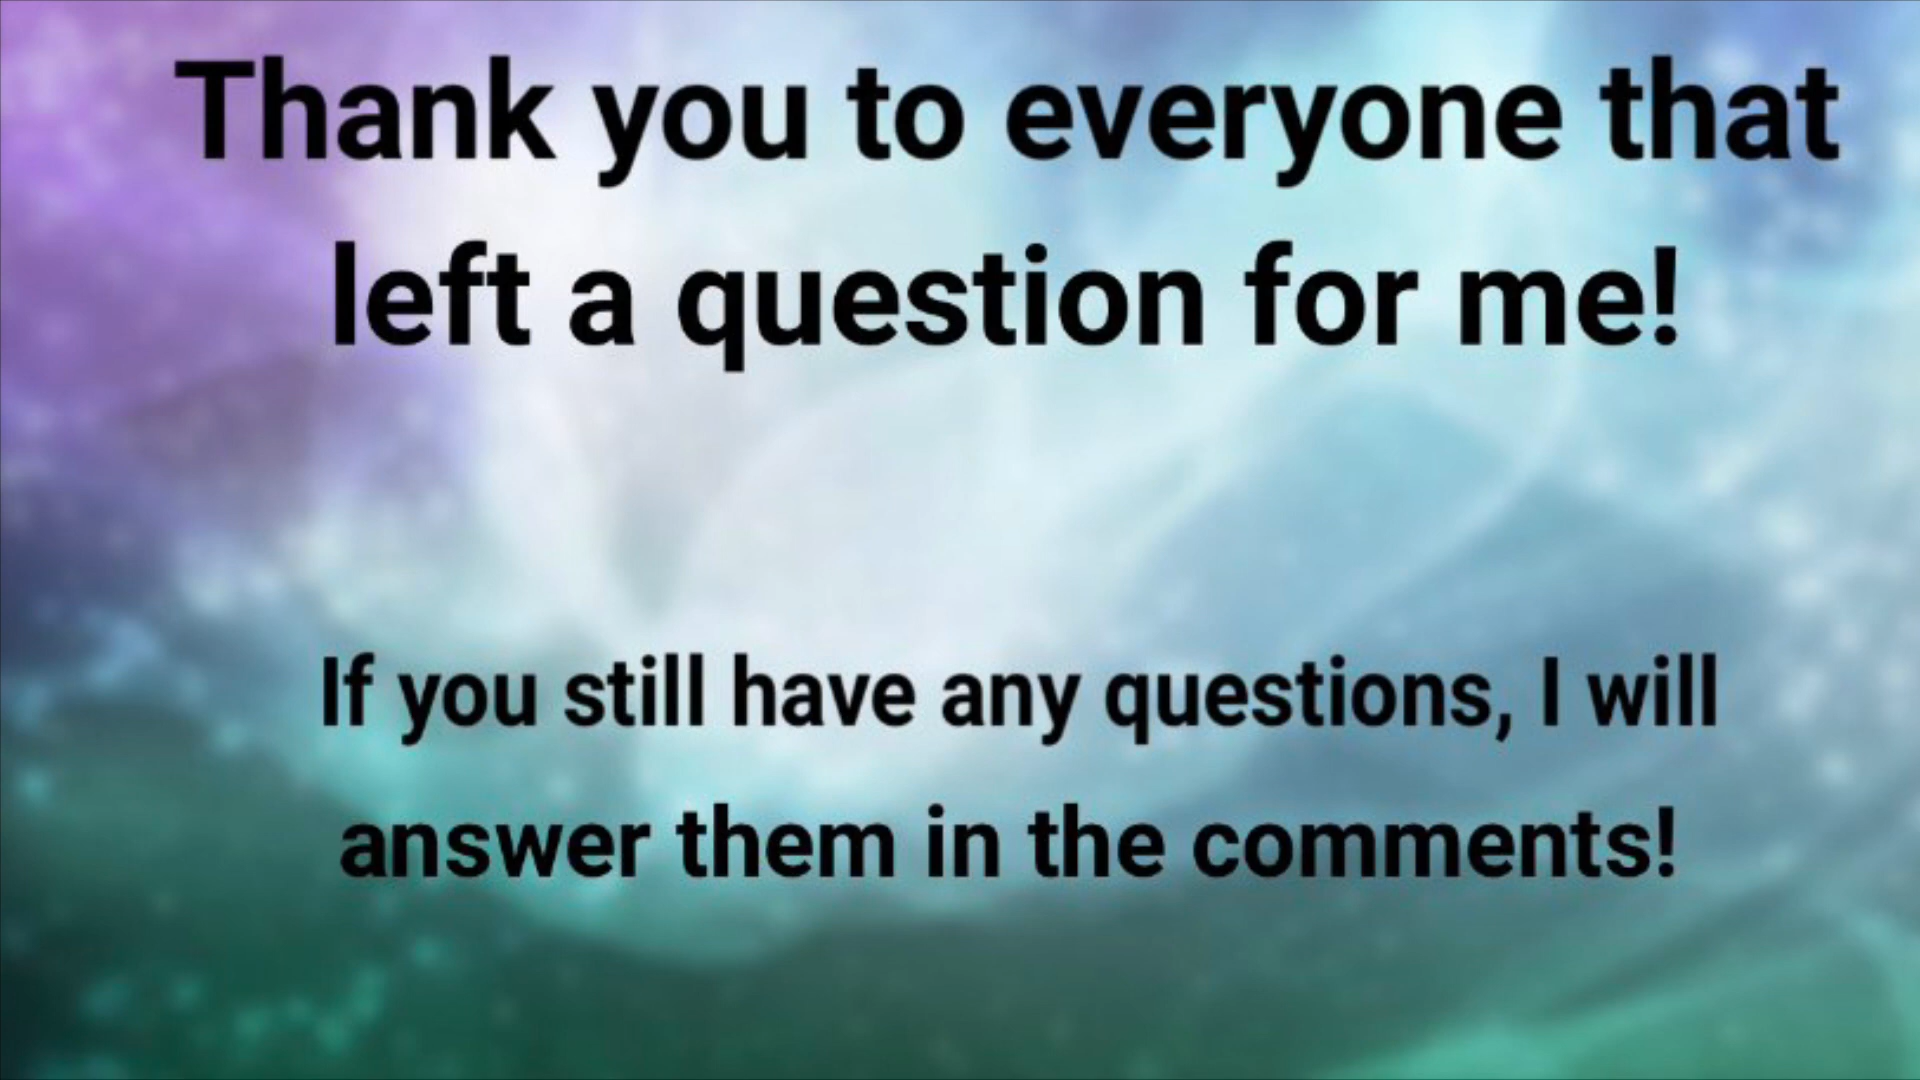 Thank you to everyone that
left a question for me!
If you still have any questions, I will
answer them in the comments!